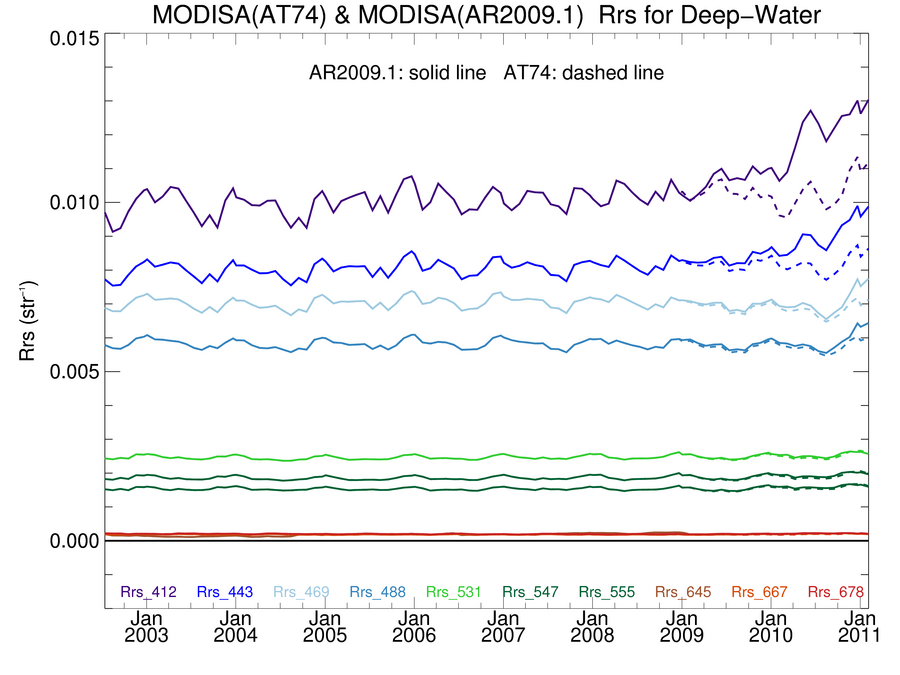 MODISA(AT74) & MODISA(AR2009.1)  Rrs for Deep−Water
AR2009.1: solid line   AT74: dashed line
0.015
0.010
0.005
0.000
Rrs (str⁻¹)
Rrs_412 Rrs_443 Rrs_469 Rrs_488 Rrs_531 Rrs_547 Rrs_555 Rrs_645 Rrs_667 Rrs_678
Jan Jan Jan Jan Jan Jan Jan Jan Jan
2003 2004 2005 2006 2007 2008 2009 2010 2011